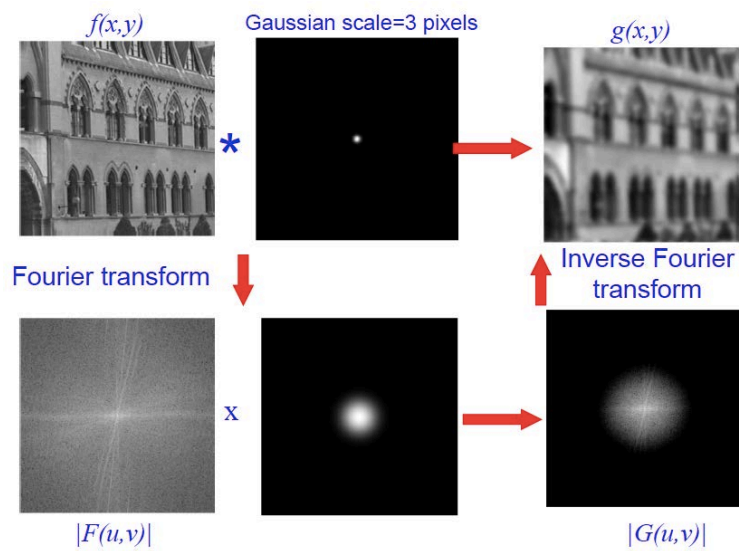 f(x,y)
Gaussian scale=3 pixels
g(x,y)
*
Fourier transform
Inverse Fourier
transform
x
|F(u,v)|
|G(u,v)|